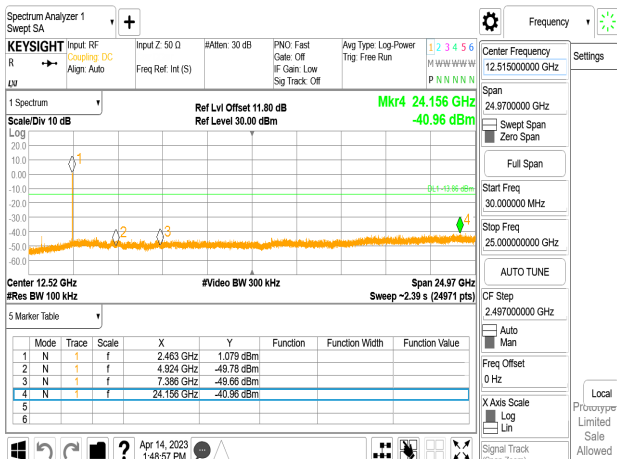 Spectrum Analyzer 1
Swept SA
Frequency
KEYSIGHT
R
Input: RF
Coupling: DC
Align: Auto
Input Z: 50 Ω
Freq Ref: Int (S)
#Atten: 30 dB
PNO: Fast
Gate: Off
IF Gain: Low
Sig Track: Off
Avg Type: Log-Power
Trig: Free Run
1 2 3 4 5 6
M W W W W W
P N N N N N
1 Spectrum
Scale/Div 10 dB
Ref Lvl Offset 11.80 dB
Ref Level 30.00 dBm
Mkr4 24.156 GHz
-40.96 dBm
Log
20.0
10.0
0.00
-10.0
-20.0
-30.0
-40.0
-50.0
-60.0
1
2
3
4
Center 12.52 GHz
#Res BW 100 kHz
#Video BW 300 kHz
Span 24.97 GHz
Sweep ~2.39 s (24971 pts)
5 Marker Table
Mode Trace Scale X Y Function Function Width Function Value
1 N 1 f 2.463 GHz 1.079 dBm
2 N 1 f 4.924 GHz -49.78 dBm
3 N 1 f 7.386 GHz -49.66 dBm
4 N 1 f 24.156 GHz -40.96 dBm
5
6
Apr 14, 2023
1:48:57 PM
Center Frequency
12.515000000 GHz
Span
24.9700000 GHz
Swept Span
Zero Span
Full Span
Start Freq
30.000000 MHz
Stop Freq
25.000000000 GHz
AUTO TUNE
CF Step
2.497000000 GHz
Auto
Man
Freq Offset
0 Hz
X Axis Scale
Log
Lin
Signal Track
Settings
Local
Prototype
Limited
Sale
Allowed